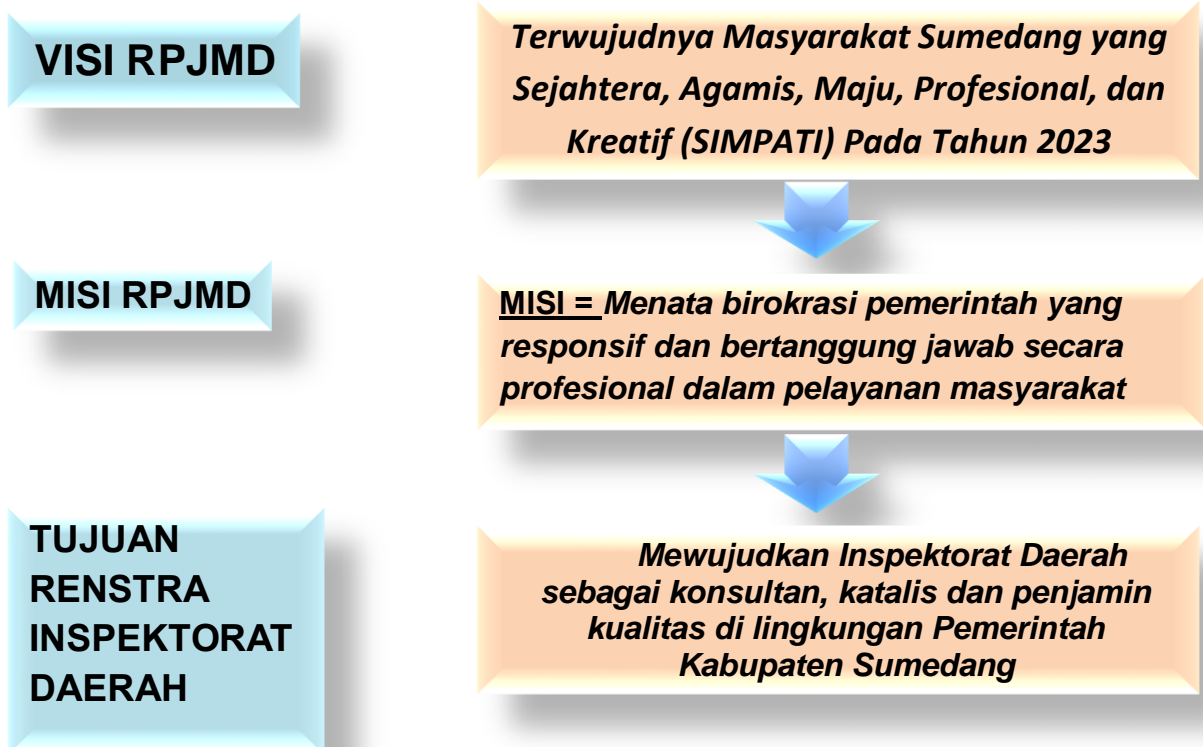 VISI RPJMD
Terwujudnya Masyarakat Sumedang yang
Sejahtera, Agamis, Maju, Profesional, dan
Kreatif (SIMPATI) Pada Tahun 2023
MISI RPJMD
MISI = Menata birokrasi pemerintah yang
responsif dan bertanggung jawab secara
profesional dalam pelayanan masyarakat
TUJUAN
RENSTRA
INSPEKTORAT
DAERAH
Mewujudkan Inspektorat Daerah
sebagai konsultan, katalis dan penjamin
kualitas di lingkungan Pemerintah
Kabupaten Sumedang